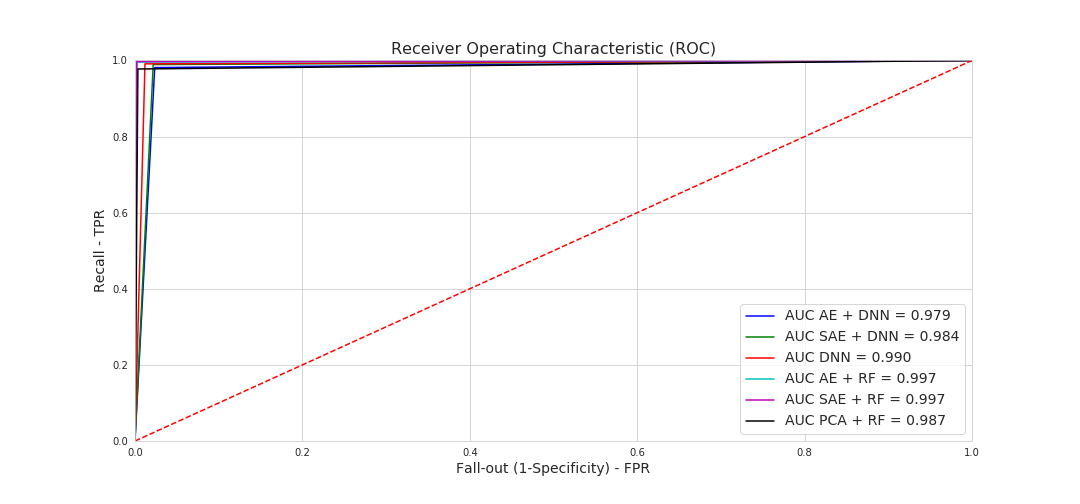 Receiver Operating Characteristic (ROC)
1.0
0.8
0.6
0.4
0.2
0.0
Recall - TPR
AUC AE + DNN = 0.979
AUC SAE + DNN = 0.984
AUC DNN = 0.990
AUC AE + RF = 0.997
AUC SAE + RF = 0.997
AUC PCA + RF = 0.987
0.0 0.2 0.4 0.6 0.8 1.0
Fall-out (1-Specificity) - FPR